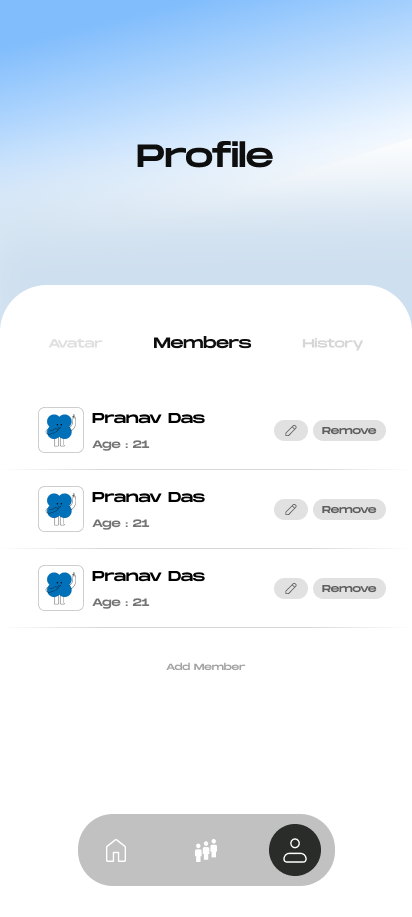 Profile
Avatar Members History
Pranav Das
Age : 21
Remove
Pranav Das
Age : 21
Remove
Pranav Das
Age : 21
Remove
Add Member